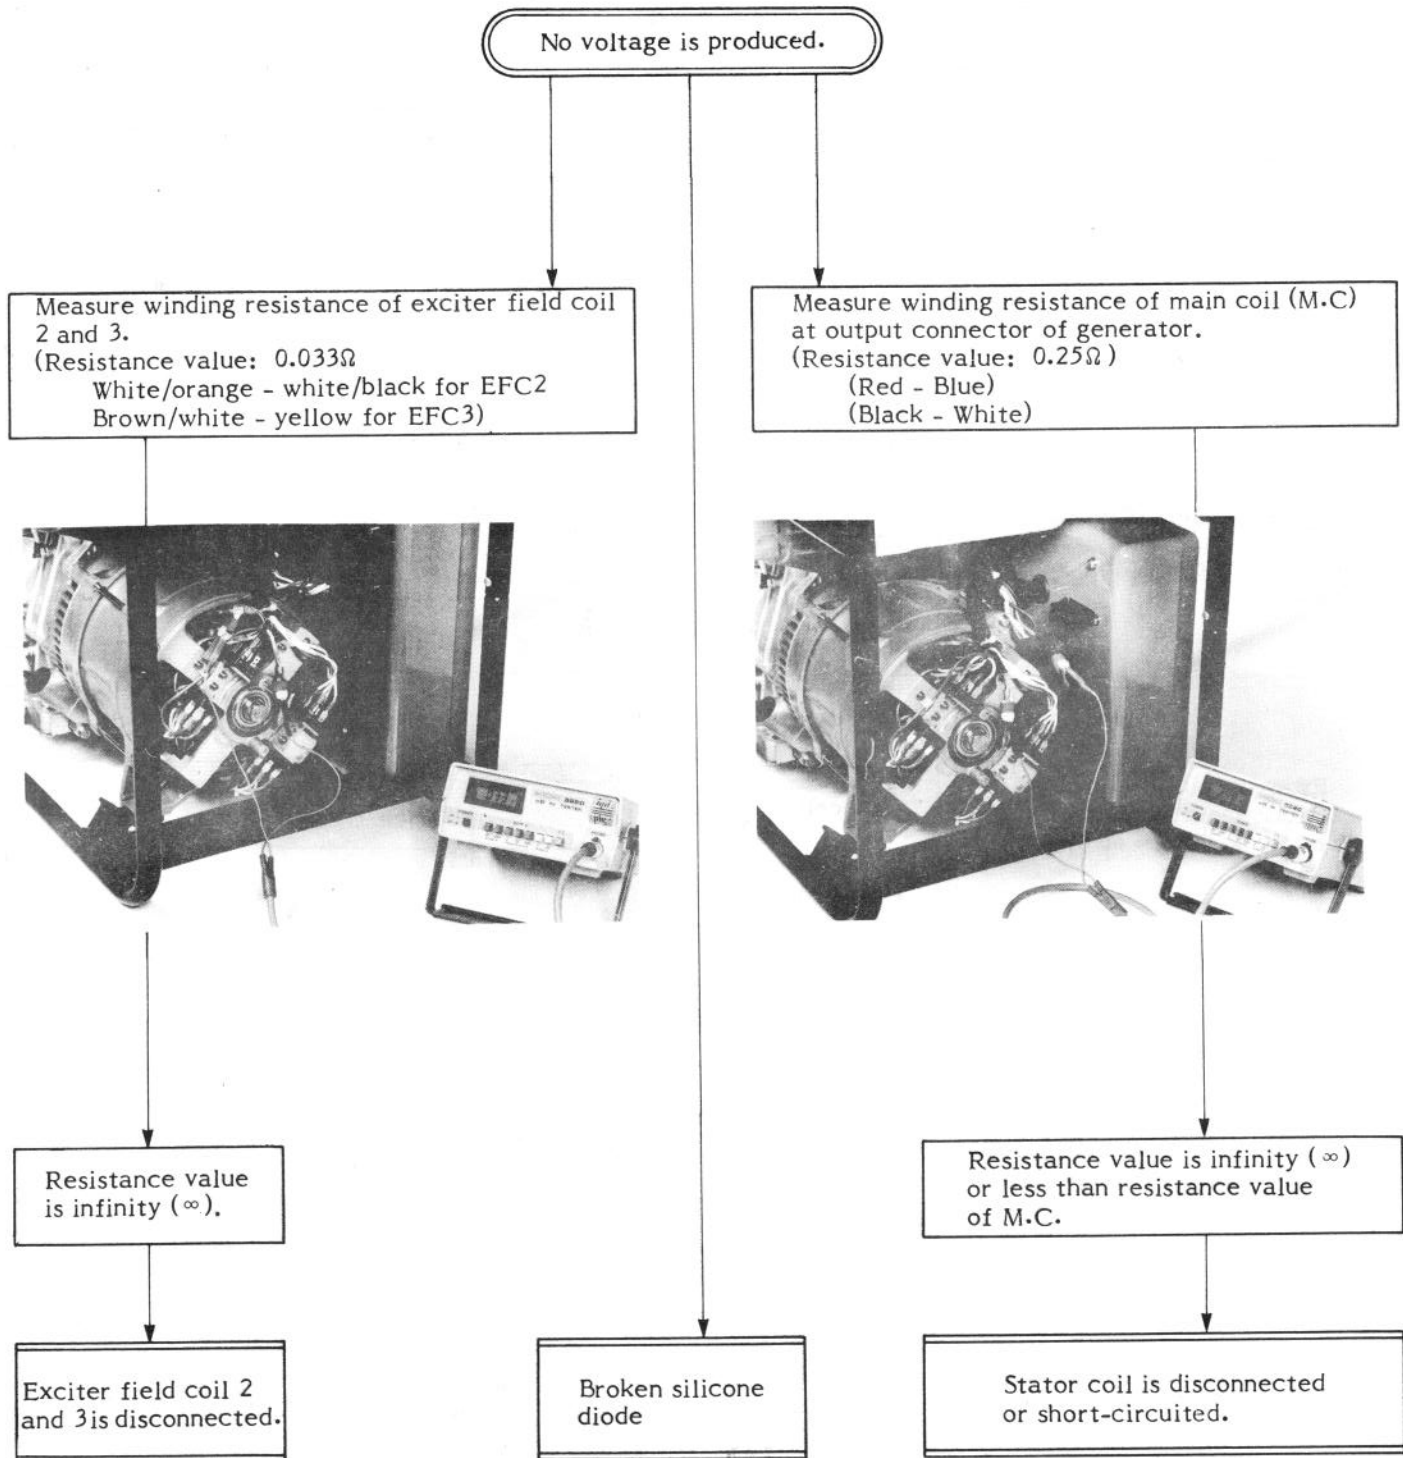 No voltage is produced.
Measure winding resistance of exciter field coil
2 and 3.
(Resistance value: 0.033Ω
White/orange - white/black for EFC2
Brown/white - yellow for EFC3)
Measure winding resistance of main coil (M.C)
at output connector of generator.
(Resistance value: 0.25Ω)
(Red - Blue)
(Black - White)
Resistance value
is infinity (∞).
Resistance value is infinity (∞)
or less than resistance value
of M.C.
Exciter field coil 2
and 3 is disconnected.
Broken silicone
diode
Stator coil is disconnected
or short-circuited.